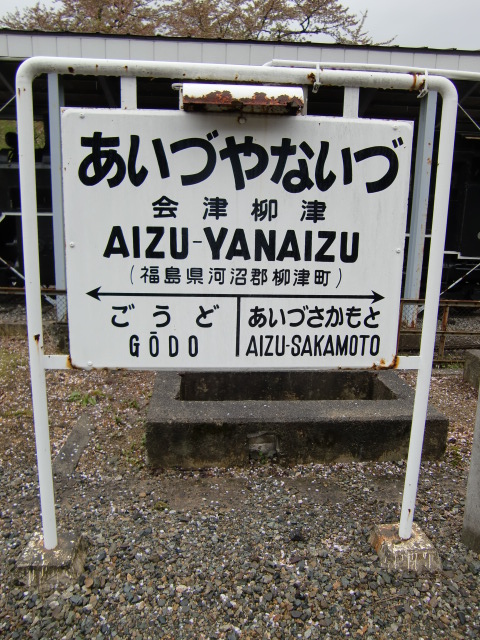 あいづやないづ
会津柳津
AIZU-YANAIZU
(福島県河沼郡柳津町)
ごうど
GŌDO
あいづさかもと
AIZU-SAKAMOTO